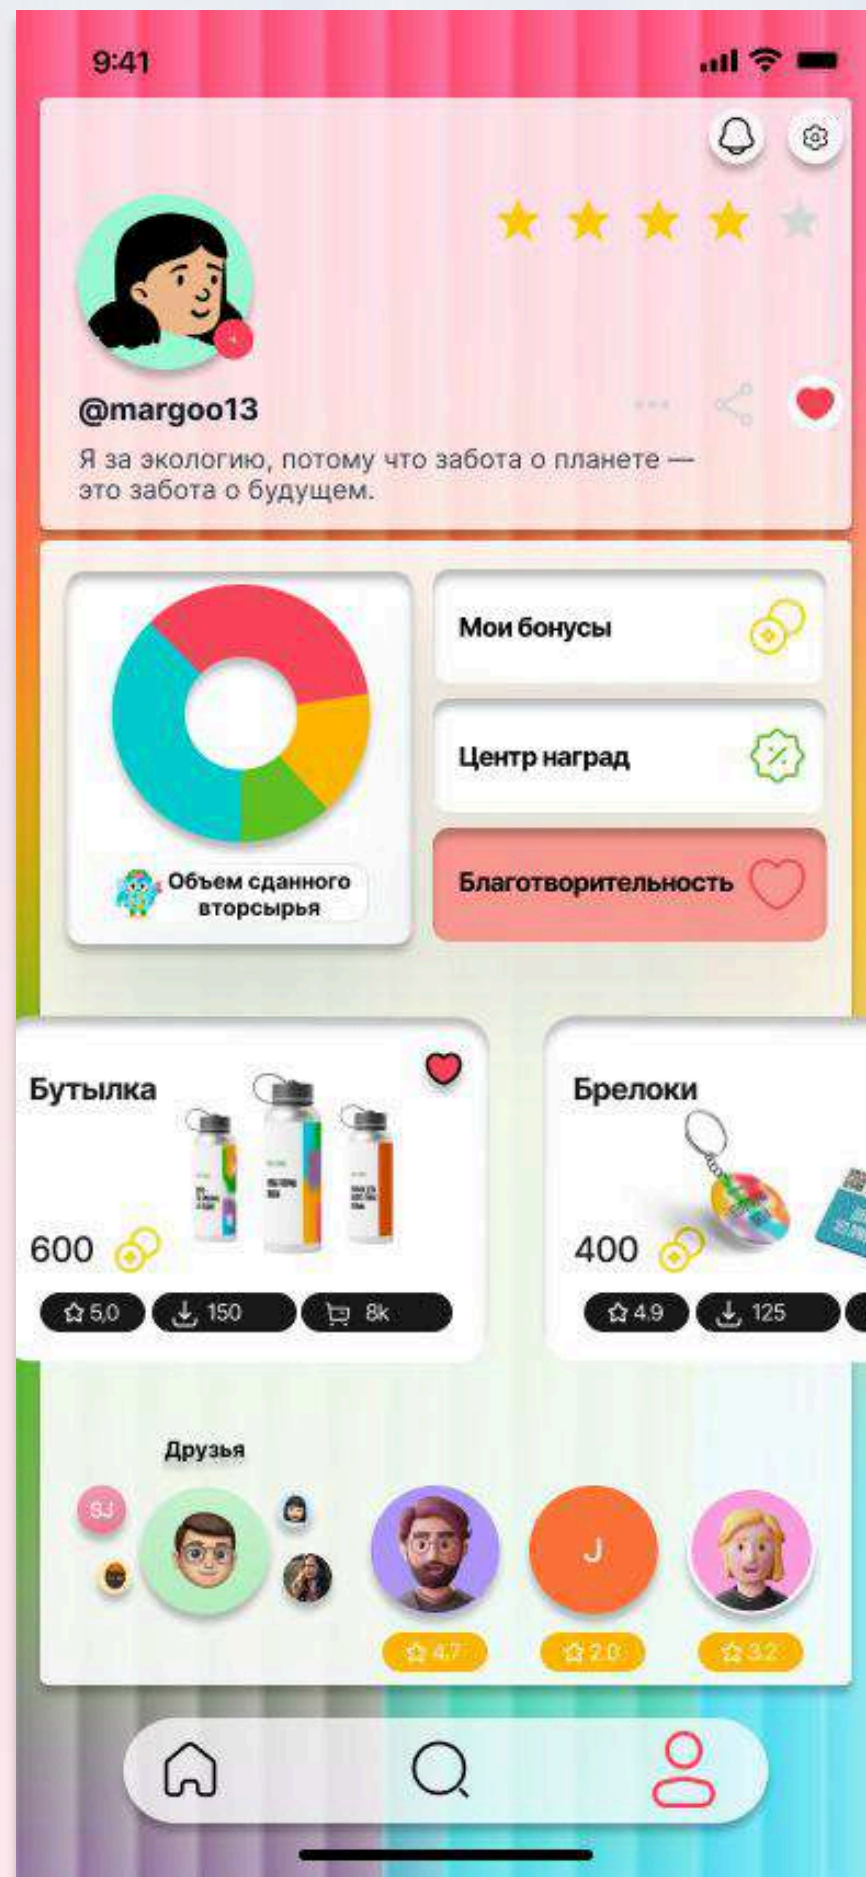 9:41
@margoo13
Я за экологию, потому что забота о планете —
это забота о будущем.
Мои бонусы
Центр наград
Благотворительность
Объем сданного
вторсырья
Бутылка
600
5,0
150
8k
Брелоки
400
4.9
125
Друзья
SJ
J
4.7
2.0
3.2